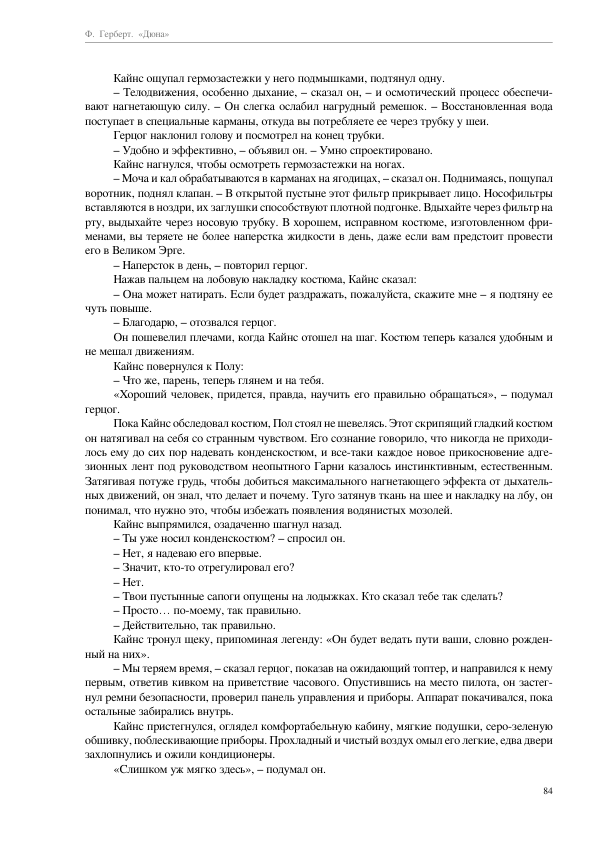 Ф. Герберт. «Дюна»
Кайнс ощупал гермозастежки у него подмышками, подтянул одну.
– Телодвижения, особенно дыхание, – сказал он, – и осмотический процесс обеспечи-
вают нагнетающую силу. – Он слегка ослабил нагрудный ремешок. – Восстановленная вода
поступает в специальные карманы, откуда вы потребляете ее через трубку у шеи.
Герцог наклонил голову и посмотрел на конец трубки.
– Удобно и эффективно, – объявил он. – Умно спроектировано.
Кайнс нагнулся, чтобы осмотреть гермозастежки на ногах.
– Моча и кал обрабатываются в карманах на ягодицах, – сказал он. Поднимаясь, пощупал
воротник, поднял клапан. – В открытой пустыне этот фильтр прикрывает лицо. Нософильтры
вставляются в ноздри, их заглушки способствуют плотной подгонке. Вдыхайте через фильтр на
рту, выдыхайте через носовую трубку. В хорошем, исправном костюме, изготовленном фри-
менами, вы теряете не более наперстка жидкости в день, даже если вам предстоит провести
его в Великом Эрге.
– Наперсток в день, – повторил герцог.
Нажав пальцем на лобовую накладку костюма, Кайнс сказал:
– Она может натирать. Если будет раздражать, пожалуйста, скажите мне – я подтяну ее
чуть повыше.
– Благодарю, – отозвался герцог.
Он пошевелил плечами, когда Кайнс отошел на шаг. Костюм теперь казался удобным и
не мешал движениям.
Кайнс повернулся к Полу:
– Что же, парень, теперь глянем и на тебя.
«Хороший человек, придется, правда, научить его правильно обращаться», – подумал
герцог.
Пока Кайнс обследовал костюм, Пол стоял не шевелясь. Этот скрипящий гладкий костюм
он натягивал на себя со странным чувством. Его сознание говорило, что никогда не приходи-
лось ему до сих пор надевать конденскостюм, и все-таки каждое новое прикосновение адге-
зионных лент под руководством неопытного Гарни казалось инстинктивным, естественным.
Затягивая потуже грудь, чтобы добиться максимального нагнетающего эффекта от дыхатель-
ных движений, он знал, что делает и почему. Туго затянув ткань на шее и накладку на лбу, он
понимал, что нужно это, чтобы избежать появления водянистых мозолей.
Кайнс выпрямился, озадаченно шагнул назад.
– Ты уже носил конденскостюм? – спросил он.
– Нет, я надеваю его впервые.
– Значит, кто-то отрегулировал его?
– Нет.
– Твои пустынные сапоги опущены на лодыжках. Кто сказал тебе так сделать?
– Просто… по-моему, так правильно.
– Действительно, так правильно.
Кайнс тронул щеку, припоминая легенду: «Он будет ведать пути ваши, словно рожден-
ный на них».
– Мы теряем время, – сказал герцог, показав на ожидающий топтер, и направился к нему
первым, ответив кивком на приветствие часового. Опустившись на место пилота, он застег-
нул ремни безопасности, проверил панель управления и приборы. Аппарат покачивался, пока
остальные забирались внутрь.
Кайнс пристегнулся, оглядел комфортабельную кабину, мягкие подушки, серо-зеленую
обшивку, поблескивающие приборы. Прохладный и чистый воздух омыл его легкие, едва двери
захлопнулись и ожили кондиционеры.
«Слишком уж мягко здесь», – подумал он.
84